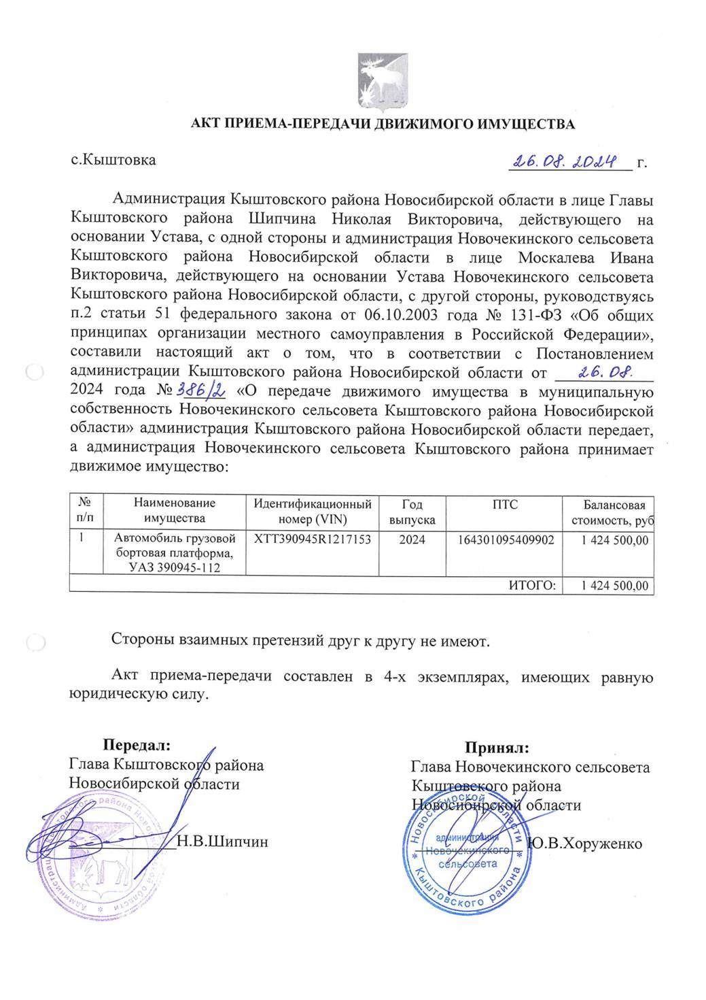 АКТ ПРИЕМА-ПЕРЕДАЧИ ДВИЖИМОГО ИМУЩЕСТВА
с.Кыштовка 26.08.2024 г.
Администрация Кыштовского района Новосибирской области в лице Главы
Кыштовского района Шипчина Николая Викторовича, действующего на
основании Устава, с одной стороны и администрация Новочекинского сельсовета
Кыштовского района Новосибирской области в лице Москалева Ивана
Викторовича, действующего на основании Устава Новочекинского сельсовета
Кыштовского района Новосибирской области, с другой стороны, руководствуясь
п.2 статьи 51 федерального закона от 06.10.2003 года № 131-ФЗ «Об общих
принципах организации местного самоуправления в Российской Федерации»,
составили настоящий акт о том, что в соответствии с Постановлением
администрации Кыштовского района Новосибирской области от 26.08.
2024 года № 386/2 «О передаче движимого имущества в муниципальную
собственность Новочекинского сельсовета Кыштовского района Новосибирской
области» администрация Кыштовского района Новосибирской области передает,
а администрация Новочекинского сельсовета Кыштовского района принимает
движимое имущество:
№ п/п Наименование имущества Идентификационный номер (VIN) Год выпуска ПТС Балансовая стоимость, руб
1 Автомобиль грузовой бортовая платформа, УАЗ 390945-112 XTT390945R1217153 2024 164301095409902 1 424 500,00
ИТОГО: 1 424 500,00
Стороны взаимных претензий друг к другу не имеют.
Акт приема-передачи составлен в 4-х экземплярах, имеющих равную
юридическую силу.
Передал:
Глава Кыштовского района
Новосибирской области
Н.В.Шипчин
Администрация Кыштовского района Новосибирской области
Принял:
Глава Новочекинского сельсовета
Кыштовского района
Новосибирской области
Ю.В.Хоруженко
Новосибирской области
администрация
Новочекинского
сельсовета
Кыштовского района